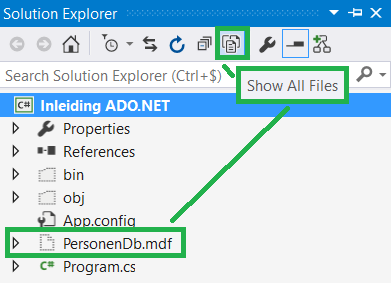 Solution Explorer
Search Solution Explorer (Ctrl+$)
Show All Files
C# Inleiding ADO.NET
Properties
References
bin
obj
App.config
PersonenDb.mdf
C# Program.cs